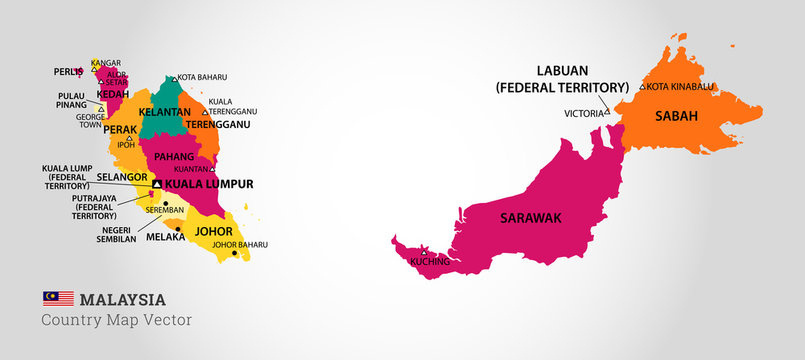 KANGAR
PERLIS
ALOR
SETAR
KEDAH
PULAU
PINANG
GEORGE
TOWN
KOTA BAHARU
KELANTAN
KUALA
TERENGGANU
TERENGGANU
PERAK
IPOH
PAHANG
KUANTAN
KUALA LUMP
(FEDERAL
TERRITORY)
SELANGOR
KUALA LUMPUR
PUTRAJAYA
(FEDERAL
TERRITORY)
SEREMBAN
NEGERI
SEMBILAN
MELAKA
JOHOR
JOHOR BAHARU
LABUAN
(FEDERAL TERRITORY)
KOTA KINABALU
VICTORIA
SABAH
SARAWAK
KUCHING
MALAYSIA
Country Map Vector